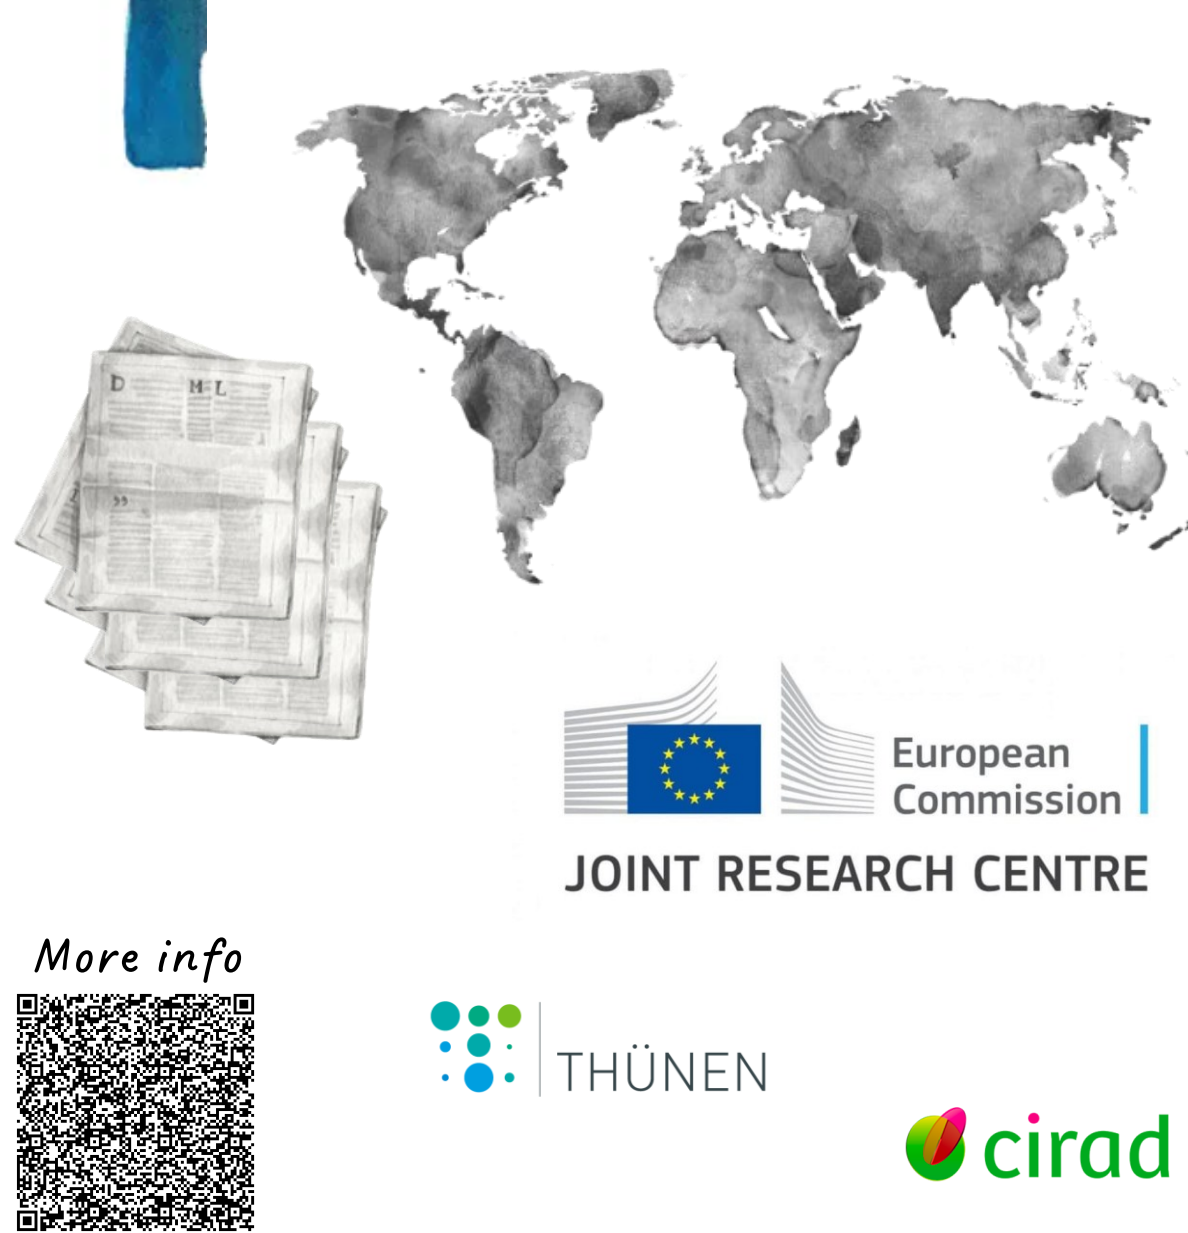 D M L
European
Commission
JOINT RESEARCH CENTRE
More info
THÜNEN
cirad